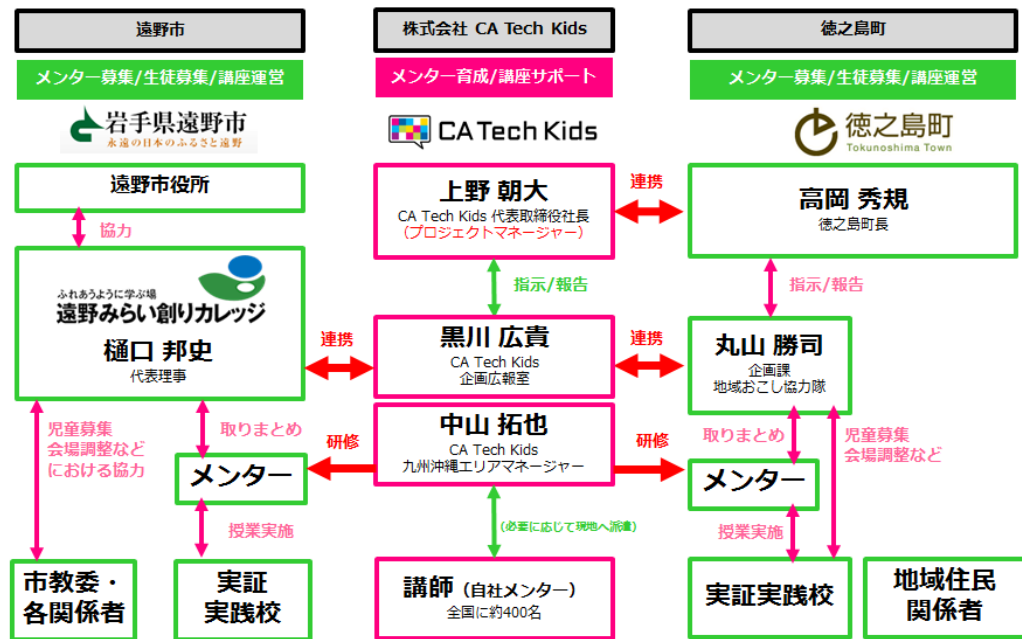 遠野市
メンター募集/生徒募集/講座運営
岩手県遠野市
永遠の日本のふるさと遠野
遠野市役所
協力
ふれあうように学ぶ場
遠野みらい創りカレッジ
樋口 邦史
代表理事
児童募集
会場調整など
における協力
取りまとめ
メンター
授業実施
市教委・
各関係者
実証
実践校
株式会社 CA Tech Kids
メンター育成/講座サポート
CA Tech Kids
上野 朝大
CA Tech Kids 代表取締役社長
(プロジェクトマネージャー)
指示/報告
連携
連携
連携
黒川 広貴
CA Tech Kids
企画広報室
中山 拓也
CA Tech Kids
九州沖縄エリアマネージャー
研修
研修
(必要に応じて現地へ派遣)
講師(自社メンター)
全国に約400名
徳之島町
メンター募集/生徒募集/講座運営
徳之島町
Tokunoshima Town
高岡 秀規
徳之島町長
指示/報告
丸山 勝司
企画課
地域おこし協力隊
取りまとめ
児童募集
会場調整など
メンター
授業実施
実証実践校
地域住民
関係者